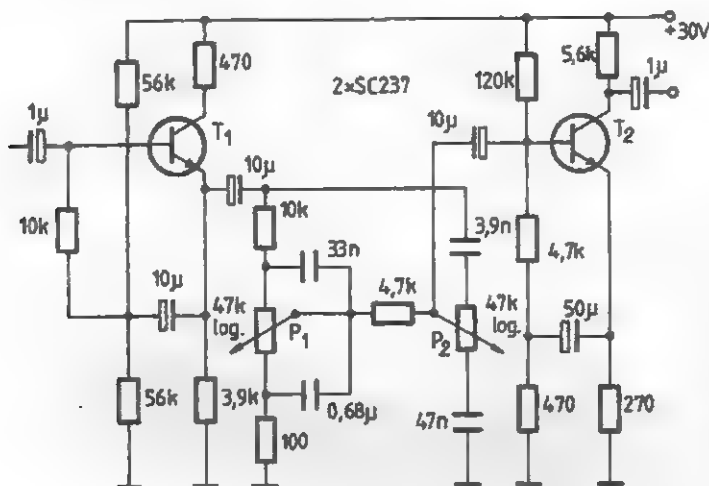 470
+30V
5,6k
56k
2×SC237
120k
1µ
1µ
T1
T2
10µ
10µ
10k
10k
3,9n
4,7k
33n
10µ
4,7k
47k
log.
P1
47k
log.
P2
50µ
56k
3,9k
0,68µ
100
47n
470
270